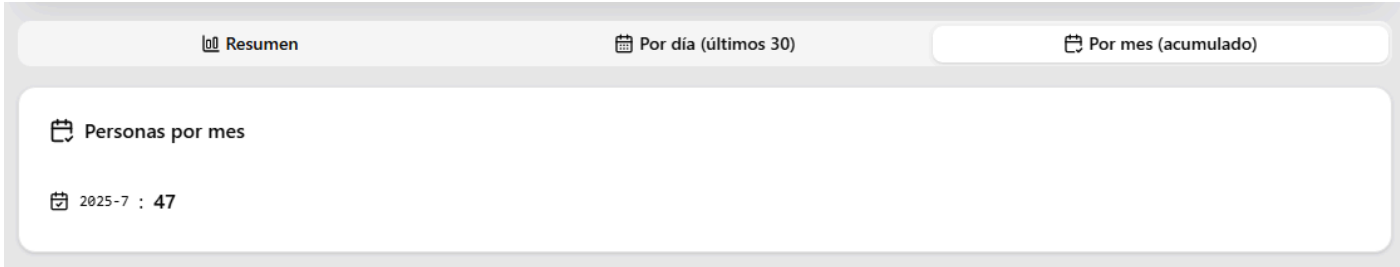 Resumen
Por día (últimos 30)
Por mes (acumulado)
Personas por mes
2025-7 : 47